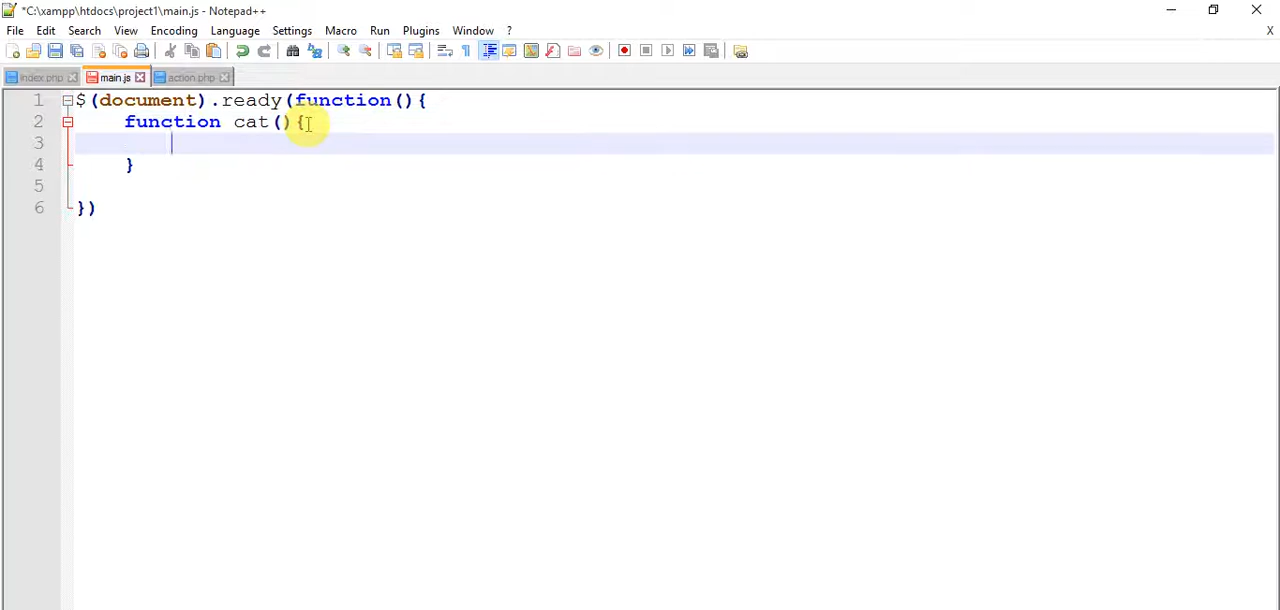 *C:\xampp\htdocs\project1\main.js - Notepad++
File Edit Search View Encoding Language Settings Macro Run Plugins Window ? X
index.php main.js action.php
1 $(document).ready(function(){
2 function cat(){
3
4 }
5
6 })